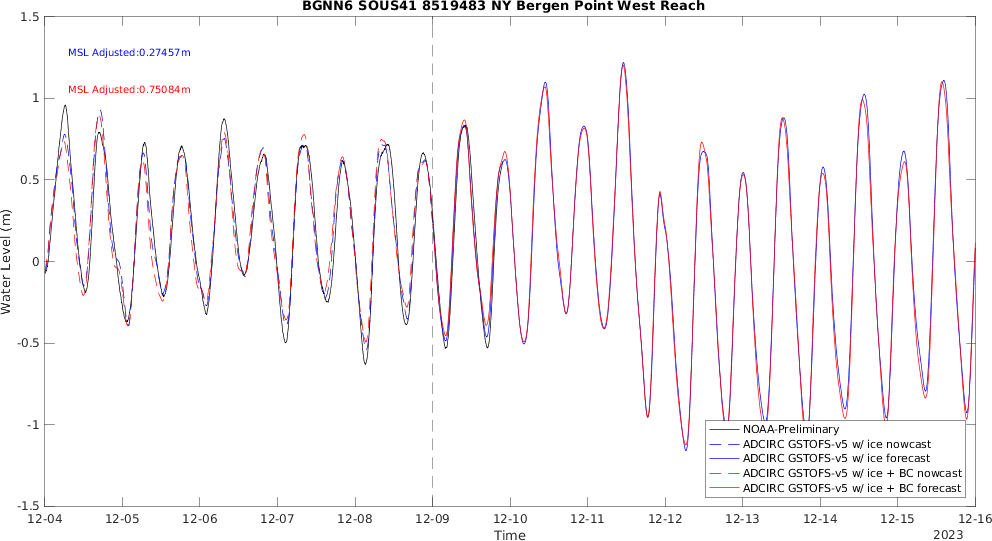 BGNN6 SOUS41 8519483 NY Bergen Point West Reach
MSL Adjusted:0.27457m
MSL Adjusted:0.75084m
Water Level (m)
1.5
1
0.5
0
-0.5
-1
-1.5
NOAA-Preliminary
ADCIRC GSTOFS-v5 w/ ice nowcast
ADCIRC GSTOFS-v5 w/ ice forecast
ADCIRC GSTOFS-v5 w/ ice + BC nowcast
ADCIRC GSTOFS-v5 w/ ice + BC forecast
12-04 12-05 12-06 12-07 12-08 12-09 12-10 12-11 12-12 12-13 12-14 12-15 12-16
Time
2023